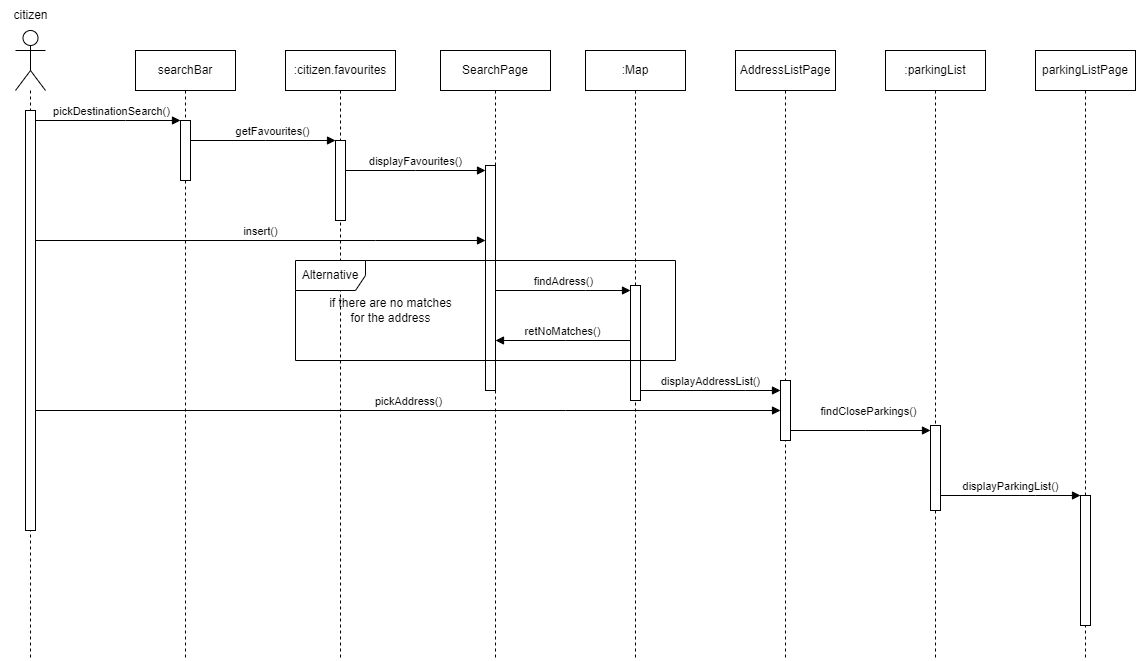 citizen
searchBar
:citizen.favourites
SearchPage
:Map
AddressListPage
:parkingList
parkingListPage
pickDestinationSearch()
getFavourites()
displayFavourites()
insert()
Alternative
findAdress()
if there are no matches
for the address
retNoMatches()
displayAddressList()
pickAddress()
findCloseParkings()
displayParkingList()